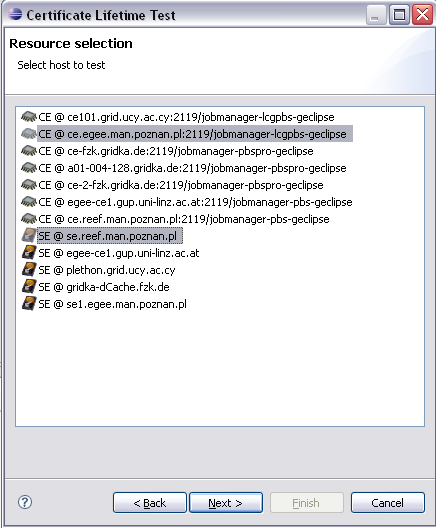 Certificate Lifetime Test
Resource selection
Select host to test
CE @ ce101.grid.ucy.ac.cy:2119/jobmanager-lcgpbs-geclipse
CE @ ce.egee.man.poznan.pl:2119/jobmanager-lcgpbs-geclipse
CE @ ce-fzk.gridka.de:2119/jobmanager-pbspro-geclipse
CE @ a01-004-128.gridka.de:2119/jobmanager-pbspro-geclipse
CE @ ce-2-fzk.gridka.de:2119/jobmanager-pbspro-geclipse
CE @ egee-ce1.gup.uni-linz.ac.at:2119/jobmanager-pbs-geclipse
CE @ ce.reef.man.poznan.pl:2119/jobmanager-pbs-geclipse
SE @ se.reef.man.poznan.pl
SE @ egee-ce1.gup.uni-linz.ac.at
SE @ plethon.grid.ucy.ac.cy
SE @ gridka-dCache.fzk.de
SE @ se1.egee.man.poznan.pl
? < Back Next > Finish Cancel